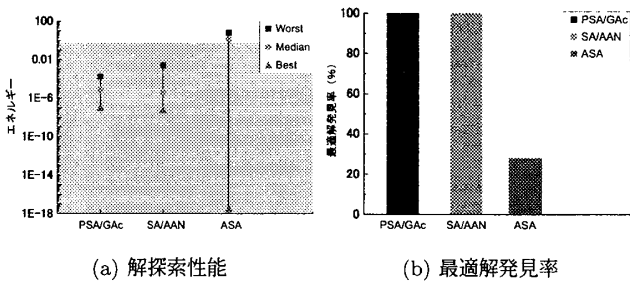 100
0.01
1E-6
1E-10
1E-14
1E-18
エネルギー
Worst
Median
Best
PSA/GAc SA/AAN ASA
(a) 解探索性能
100
80
60
40
20
0
最適解発見率 (%)
PSA/GAc
SA/AAN
ASA
PSA/GAc SA/AAN ASA
(b) 最適解発見率